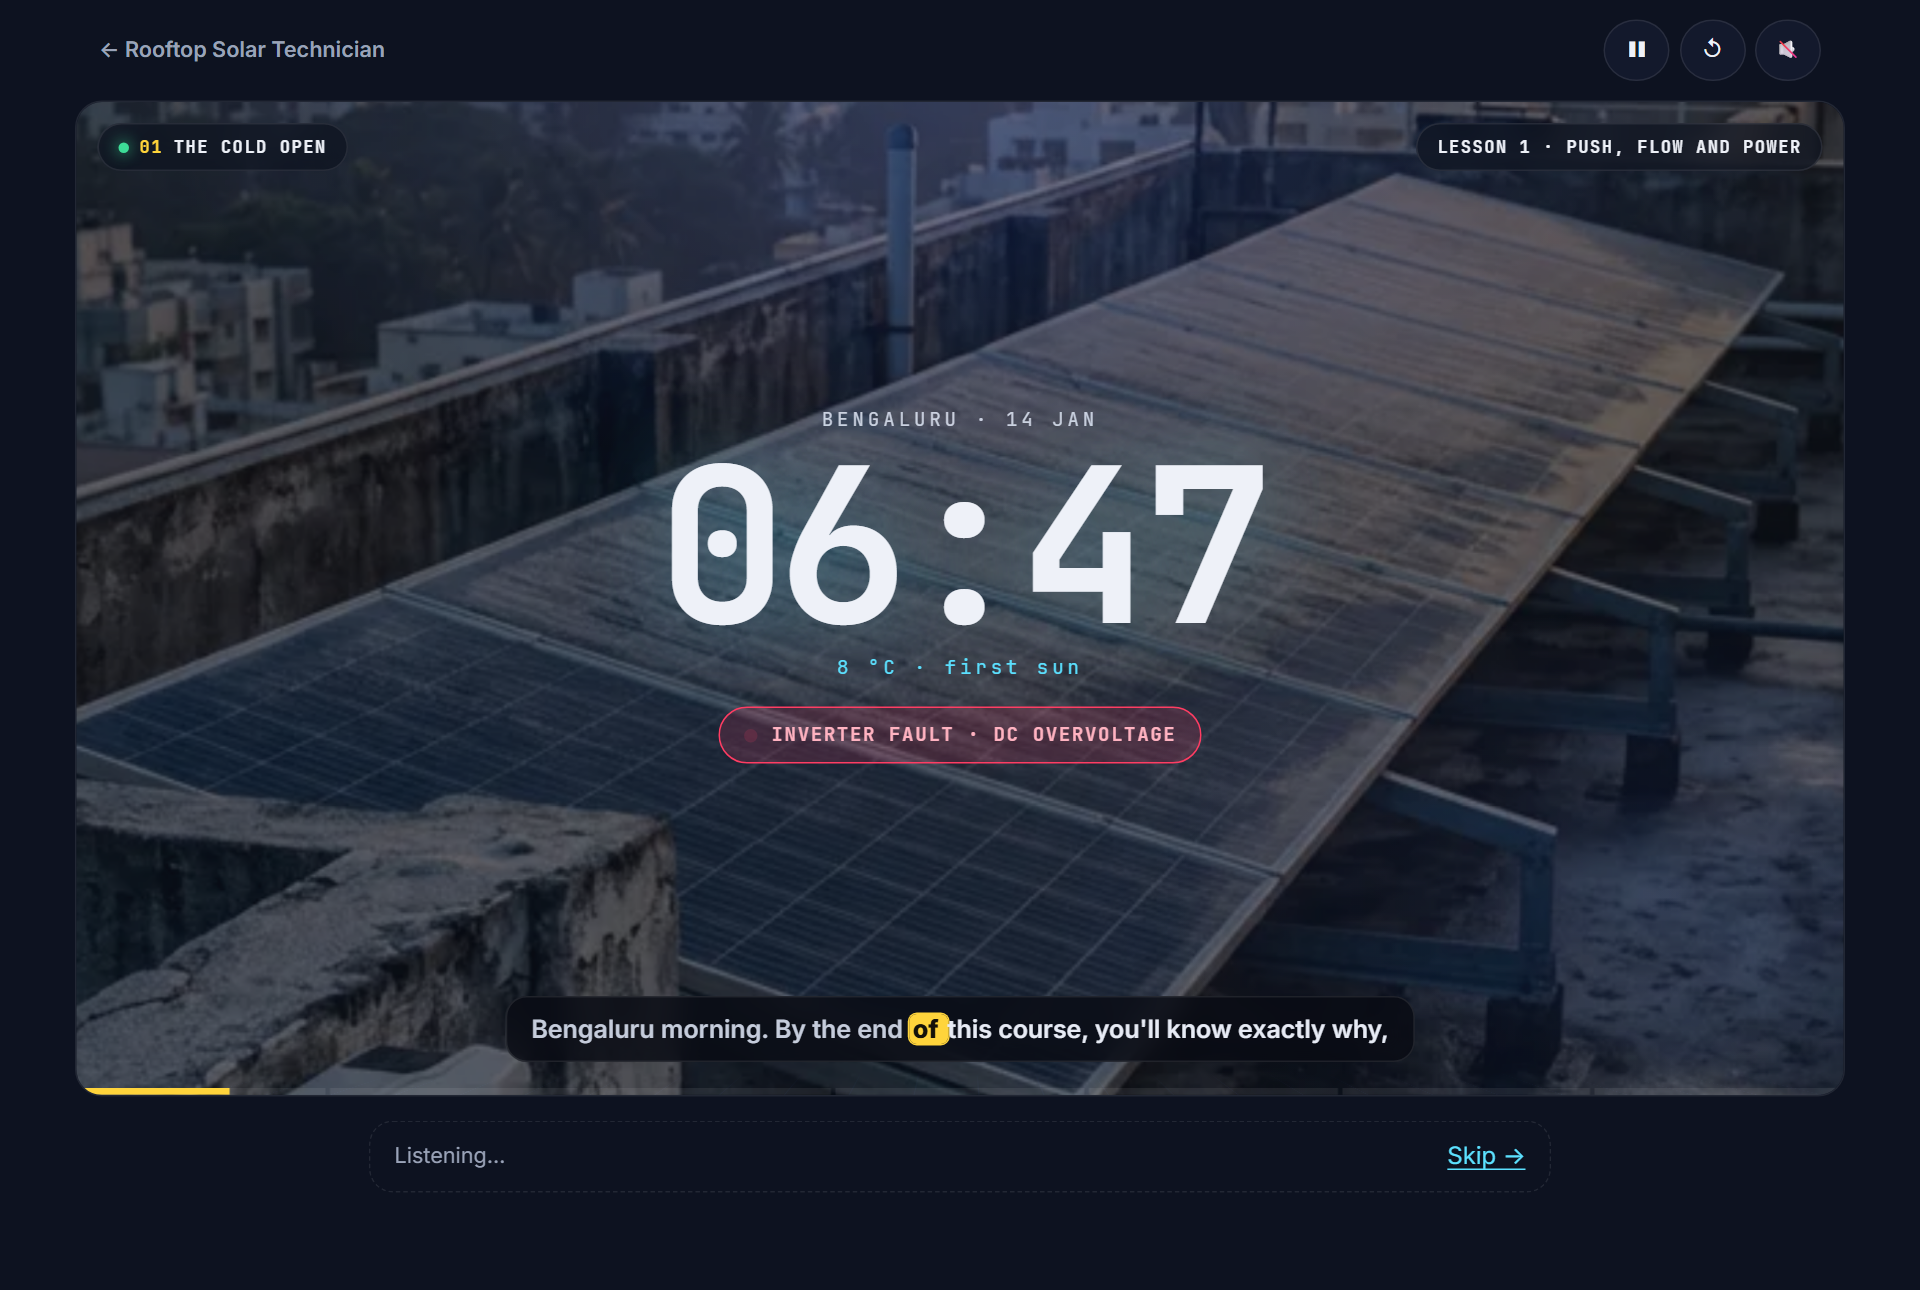 ← Rooftop Solar Technician
01 THE COLD OPEN
LESSON 1 · PUSH, FLOW AND POWER
BENGALURU · 14 JAN
06:47
8 °C · first sun
INVERTER FAULT · DC OVERVOLTAGE
Bengaluru morning. By the end of this course, you'll know exactly why,
Listening...
Skip →